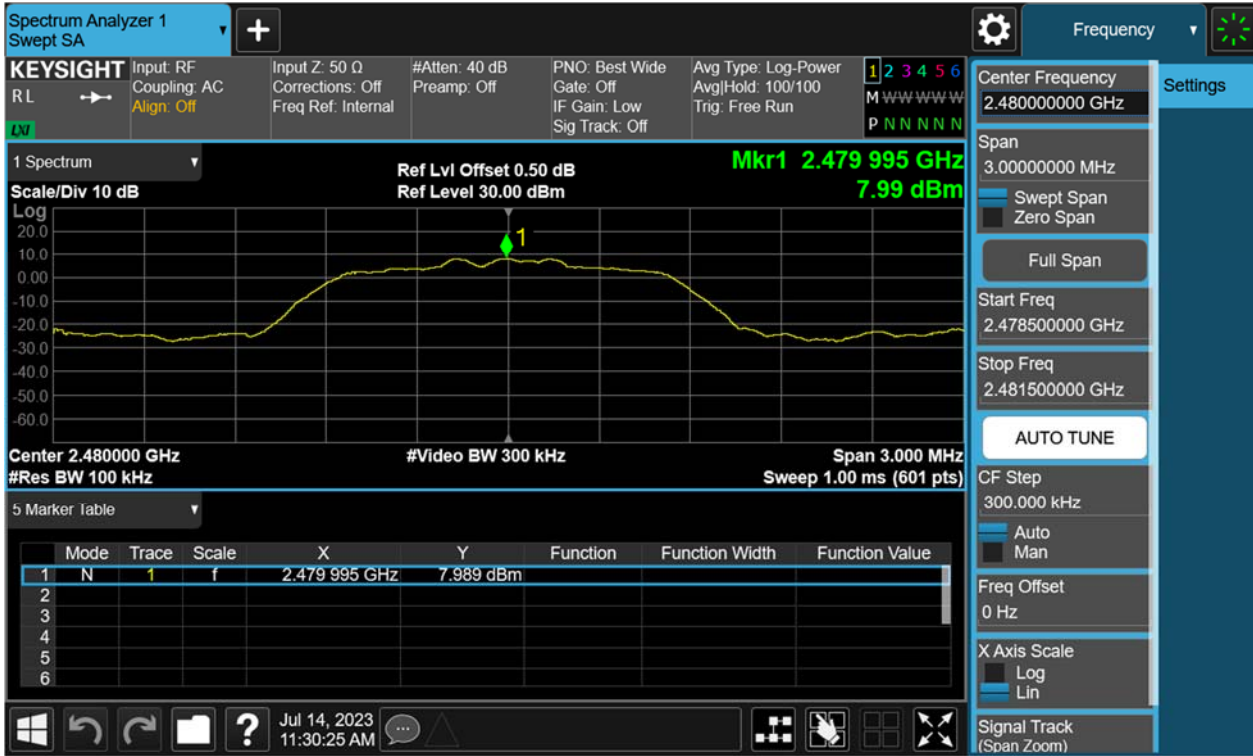 Spectrum Analyzer 1
Swept SA
Frequency
KEYSIGHT
RL
LXI
Input: RF
Coupling: AC
Align: Off
Input Z: 50 Ω
Corrections: Off
Freq Ref: Internal
#Atten: 40 dB
Preamp: Off
PNO: Best Wide
Gate: Off
IF Gain: Low
Sig Track: Off
Avg Type: Log-Power
Avg|Hold: 100/100
Trig: Free Run
1 2 3 4 5 6
M W W W W W
P N N N N N
1 Spectrum
Scale/Div 10 dB
Ref Lvl Offset 0.50 dB
Ref Level 30.00 dBm
Mkr1 2.479 995 GHz
7.99 dBm
Log
20.0
10.0
0.00
-10.0
-20.0
-30.0
-40.0
-50.0
-60.0
1
Center 2.480000 GHz
#Res BW 100 kHz
#Video BW 300 kHz
Span 3.000 MHz
Sweep 1.00 ms (601 pts)
5 Marker Table
Mode Trace Scale X Y Function Function Width Function Value
1 N 1 f 2.479 995 GHz 7.989 dBm
2
3
4
5
6
Jul 14, 2023
11:30:25 AM
Center Frequency
2.480000000 GHz
Span
3.00000000 MHz
Swept Span
Zero Span
Full Span
Start Freq
2.478500000 GHz
Stop Freq
2.481500000 GHz
AUTO TUNE
CF Step
300.000 kHz
Auto
Man
Freq Offset
0 Hz
X Axis Scale
Log
Lin
Signal Track
(Span Zoom)
Settings